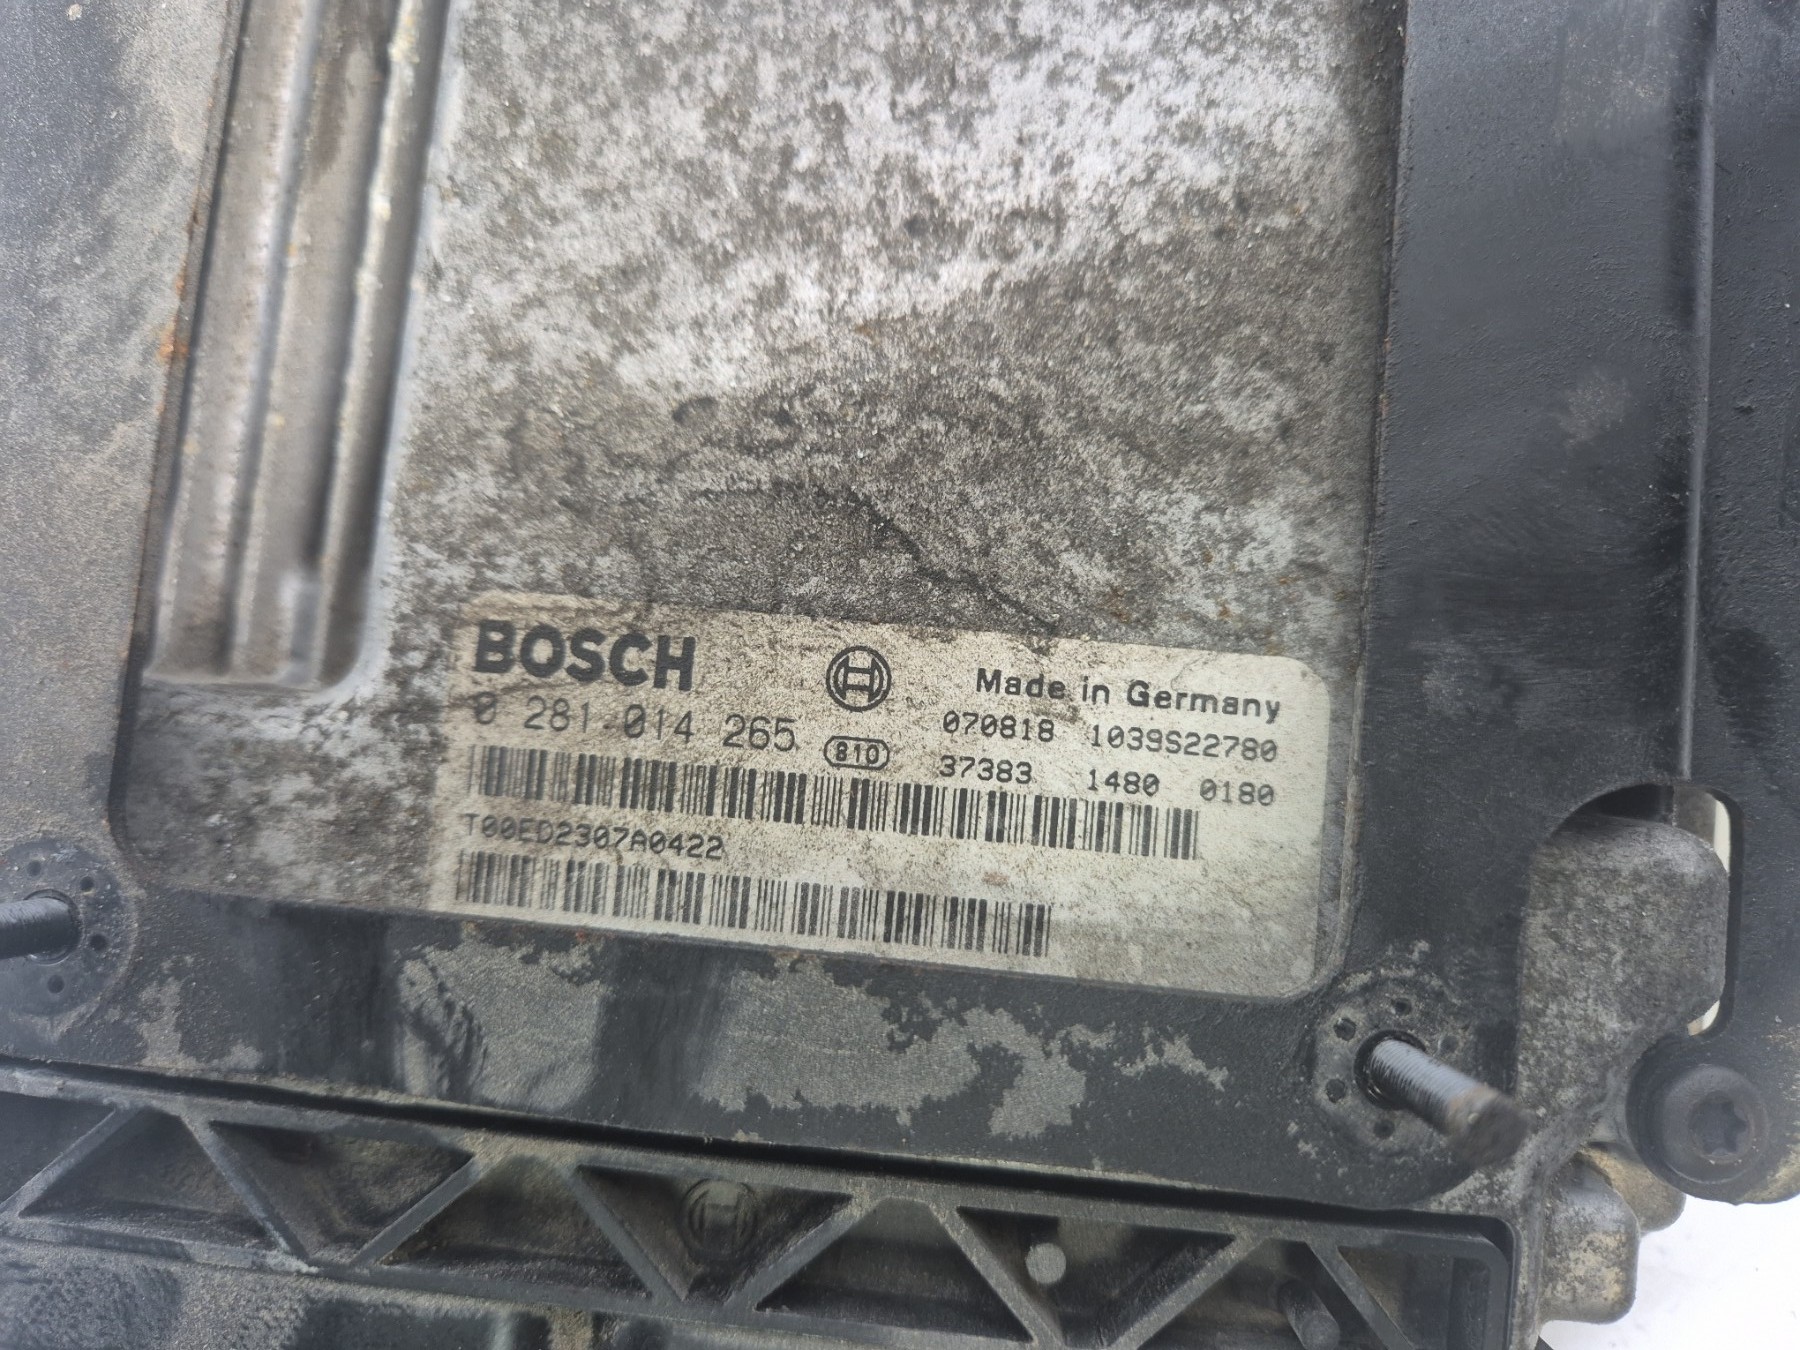 BOSCH
Made in Germany
0 281 014 265
070818 1039S22780
810
37383 1480 0180
T00ED2307A0422